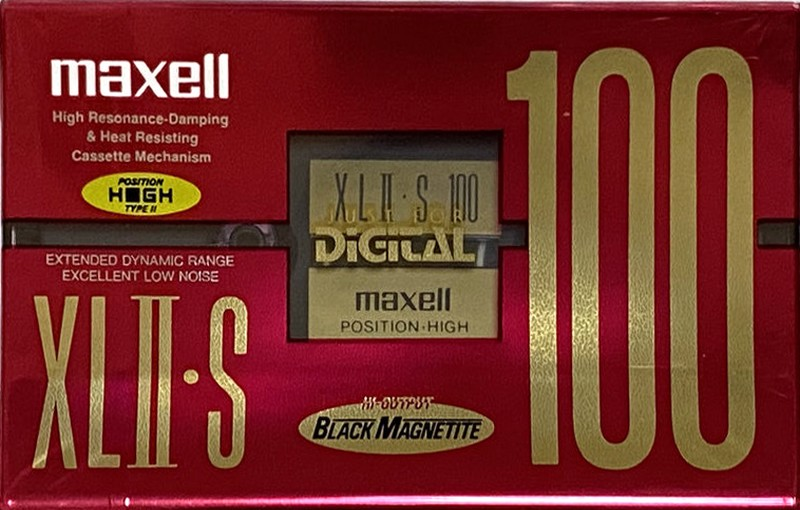 maxell
High Resonance-Damping
& Heat Resisting
Cassette Mechanism
POSITION
HIGH
TYPE II
EXTENDED DYNAMIC RANGE
EXCELLENT LOW NOISE
XLII·S
XLII·S 100
JUST FOR
DIGITAL
maxell
POSITION·HIGH
HI-OUTPUT
BLACK MAGNETITE
100